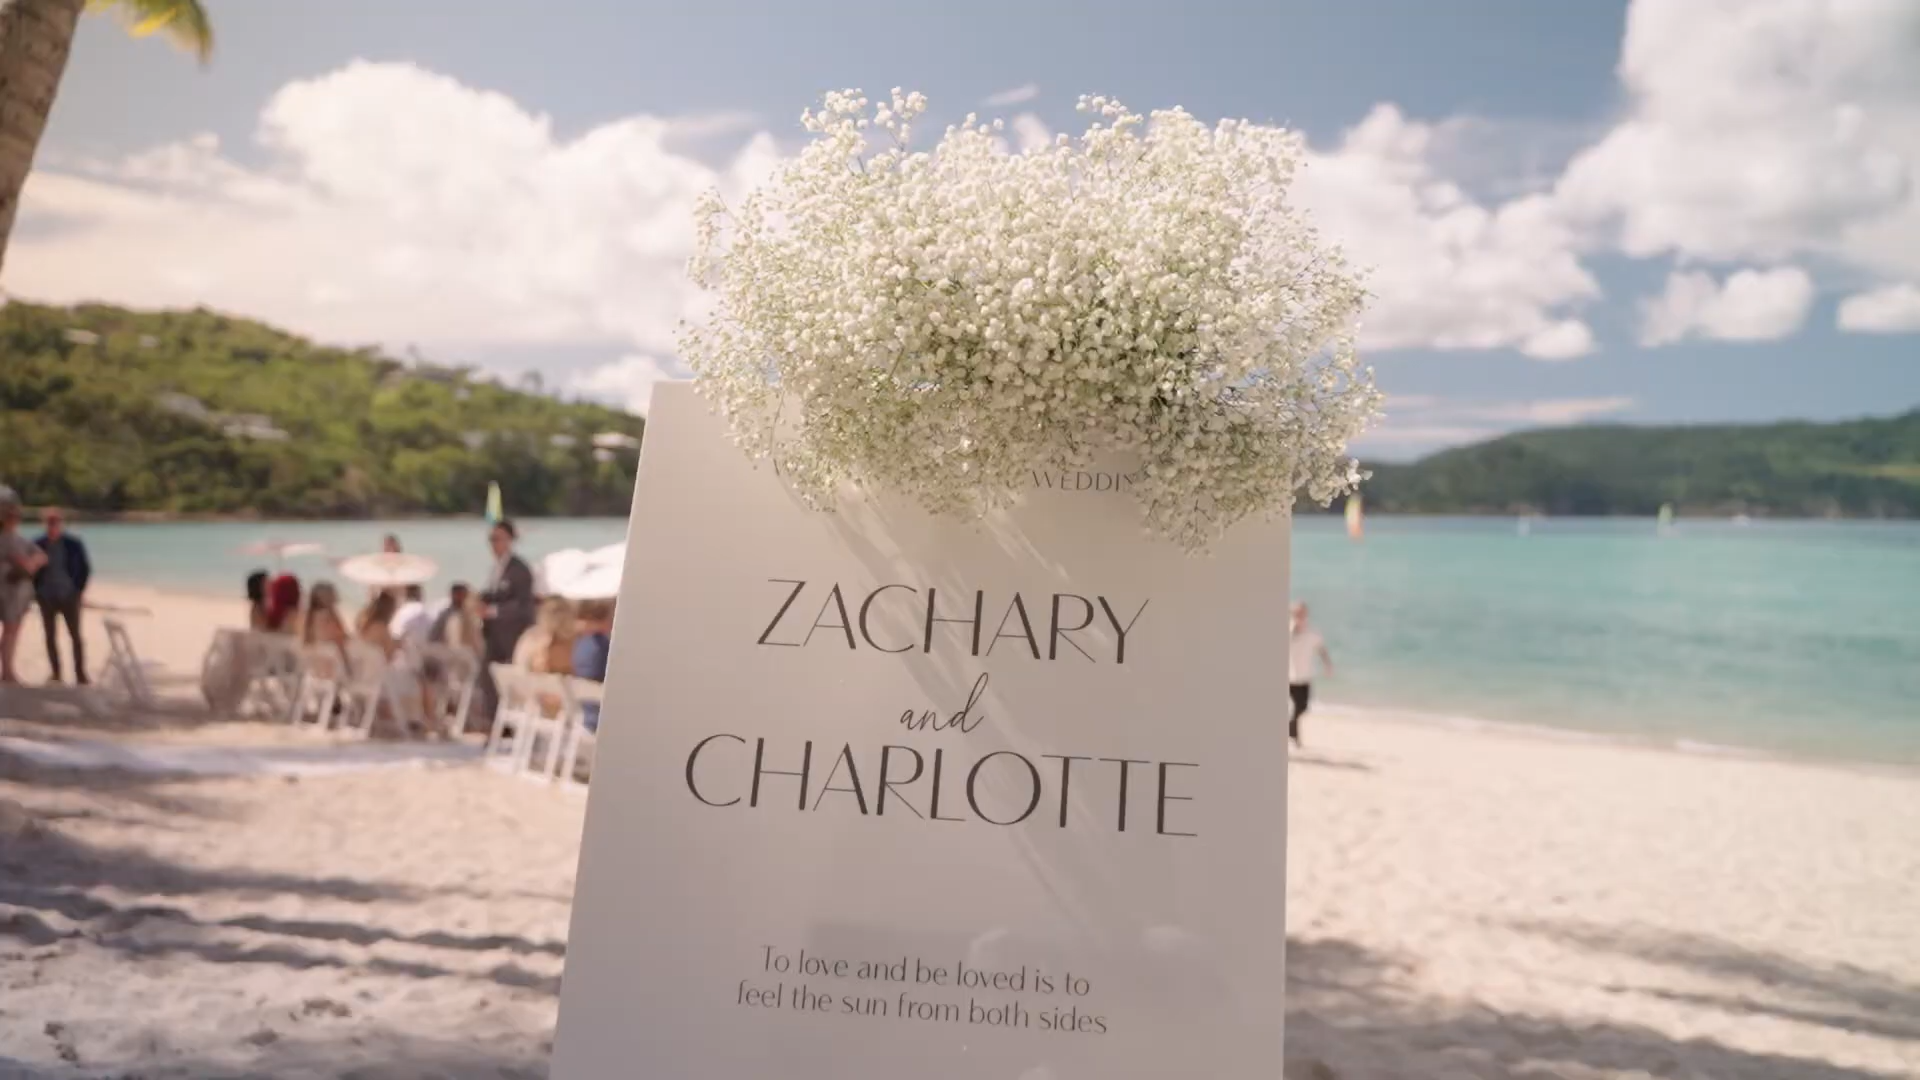 ZACHARY
and
CHARLOTTE
To love and be loved is to
feel the sun from both sides